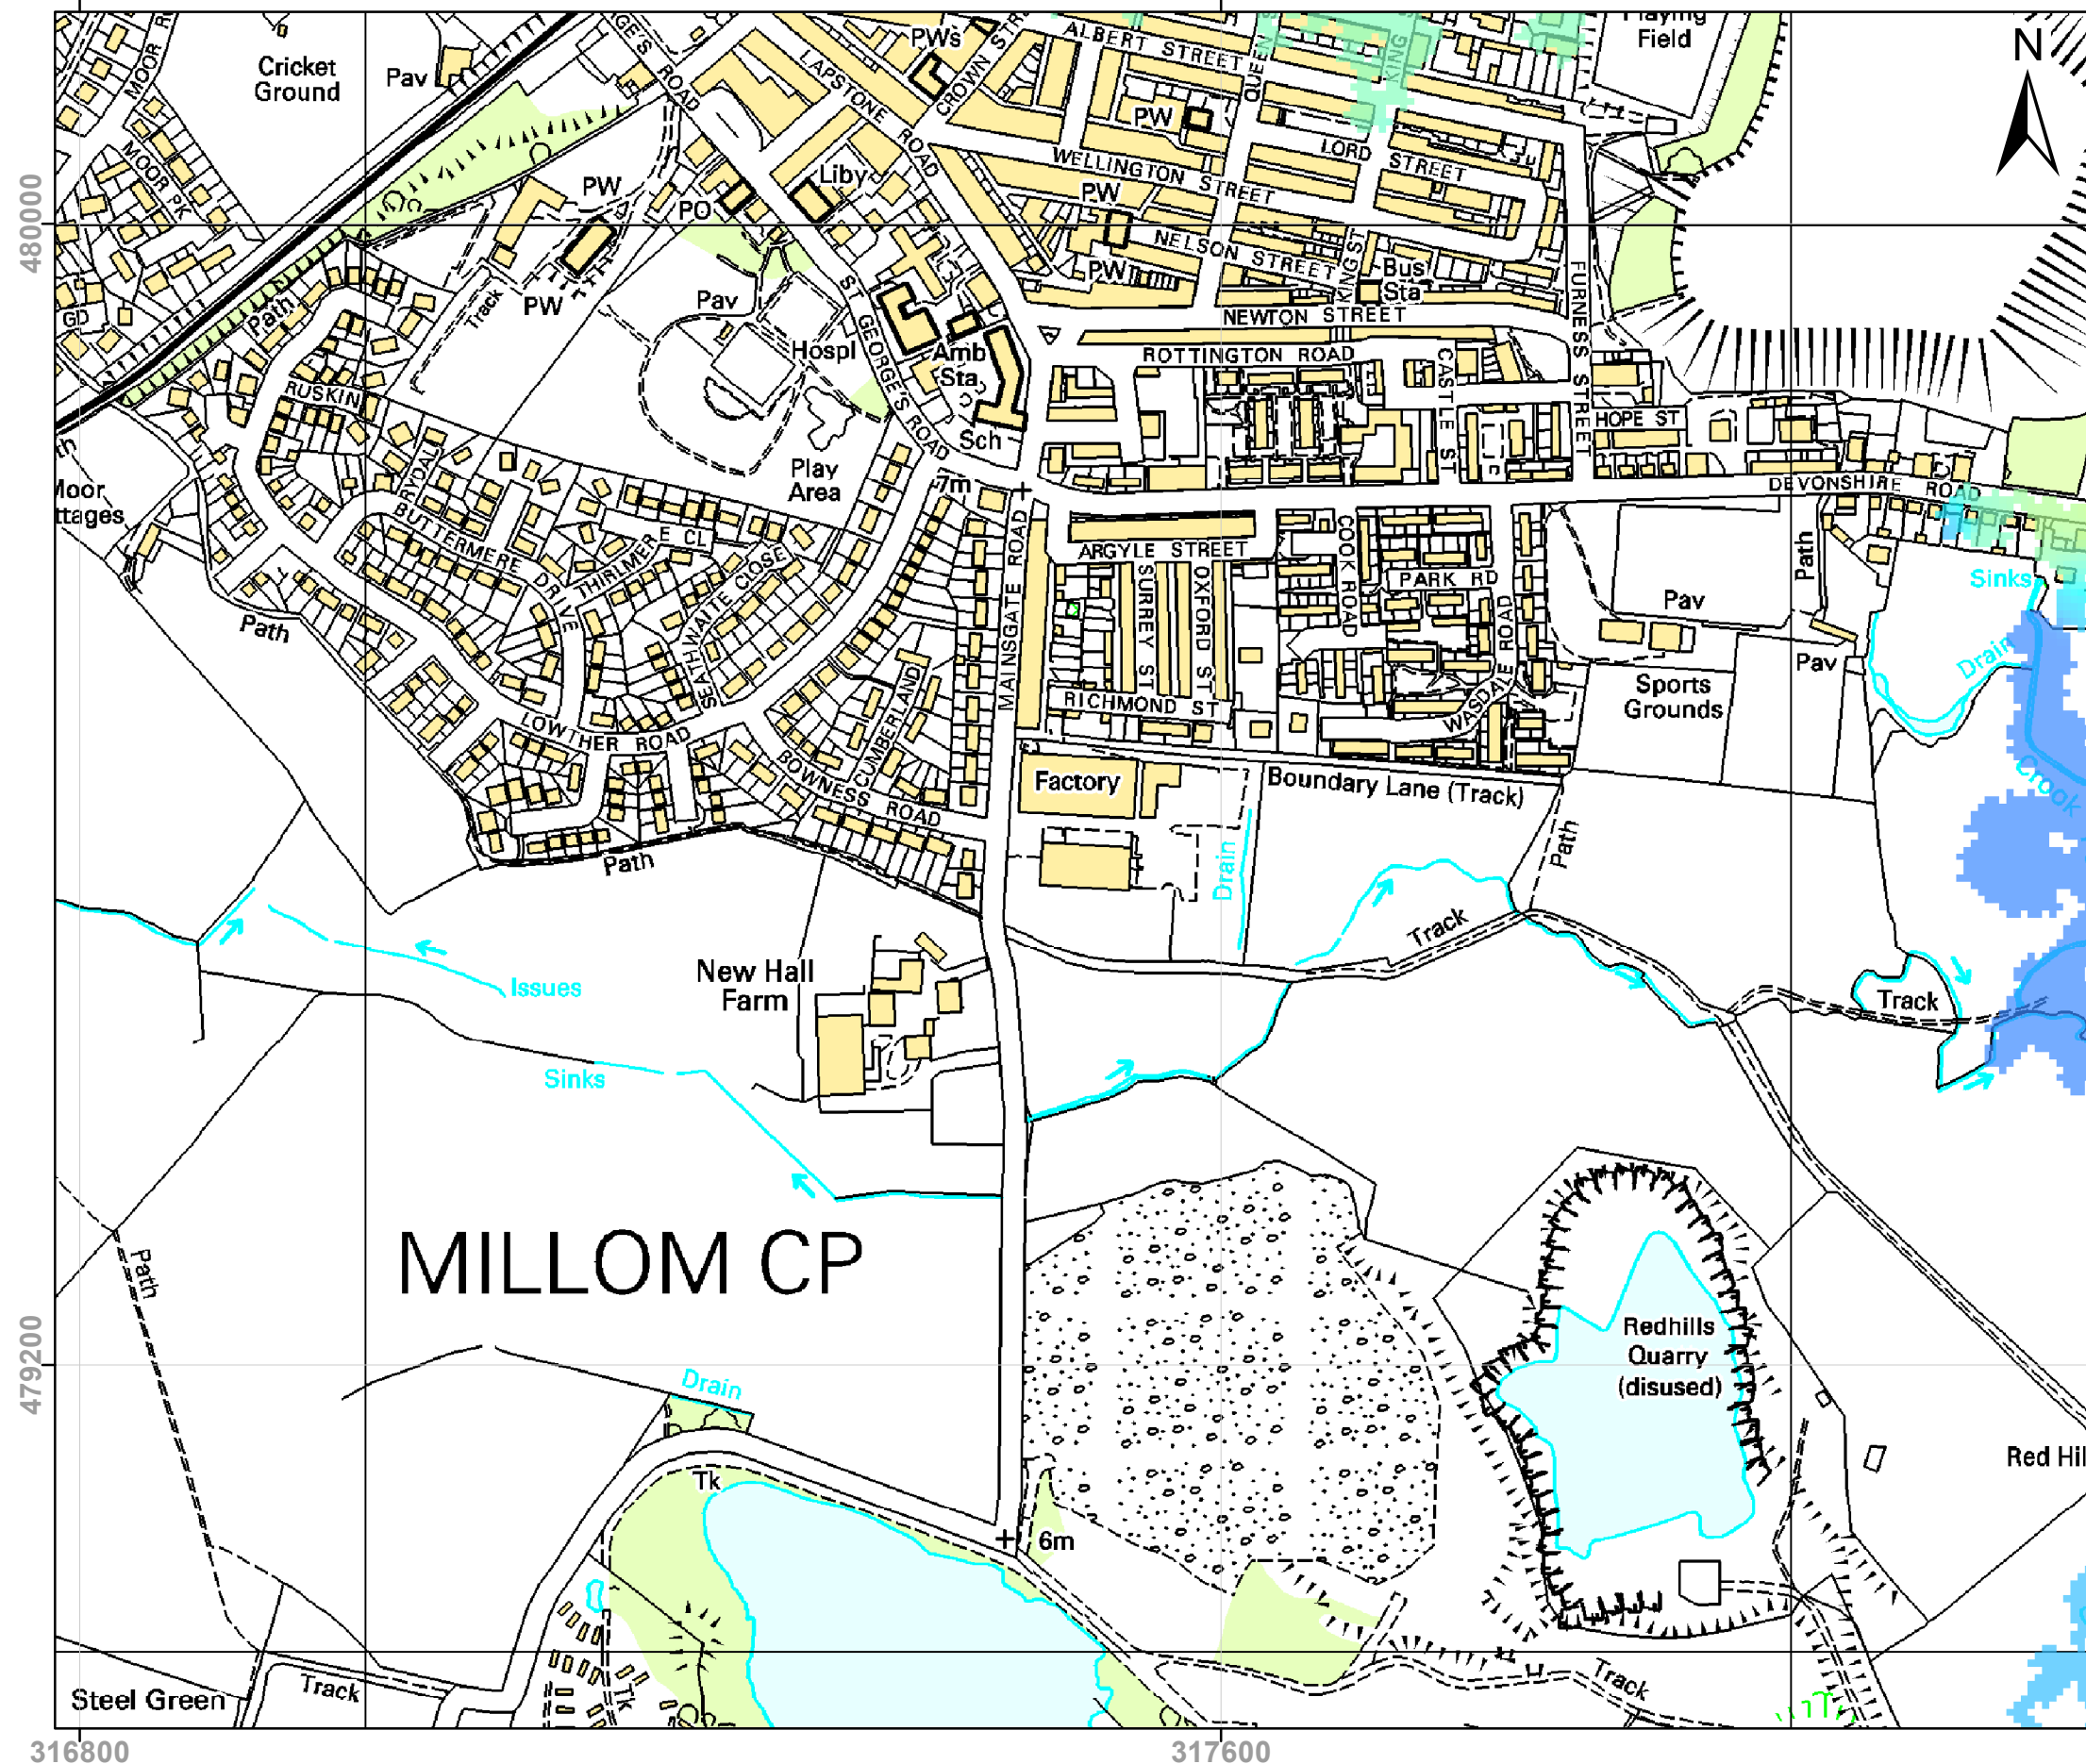 Cricket
Ground
Pav
PWs
CROWN
ALBERT STREET
KING
Field
N
MOOR
MOOR PK
ROAD
LAPSTONE ROAD
PW
LORD STREET
WELLINGTON STREET
Liby
PO
PW
PW
480000
NELSON STREET
PW
Bus
Sta
FURNESS STREET
Track
PW
Pav
GD
Path
ST GEORGE'S ROAD
NEWTON STREET
Hospl
Amb
Sta
ROTTINGTON ROAD
CASTLE ST
RUSKIN
HOPE ST
Sch
Play
Area
7m
DEVONSHIRE ROAD
RYDAL
BUTTERMERE DRIVE
THIRLMERE CL
SEATHWAITE CLOSE
MAINSGATE ROAD
ARGYLE STREET
SURREY ST
OXFORD ST
COOK ROAD
PARK RD
WASDALE ROAD
Path
Sinks
Pav
Pav
Drain
Path
Sports
Grounds
RICHMOND ST
LOWTHER ROAD
CUMBERLAND
BOWNESS ROAD
Factory
Boundary Lane (Track)
Crook
Path
Path
Drain
Track
New Hall
Farm
Issues
Track
Sinks
MILLOM CP
Path
Redhills
Quarry
(disused)
479200
Drain
Red Hil
Tk
6m
Steel Green
Track
Tk
Track
316800
317600